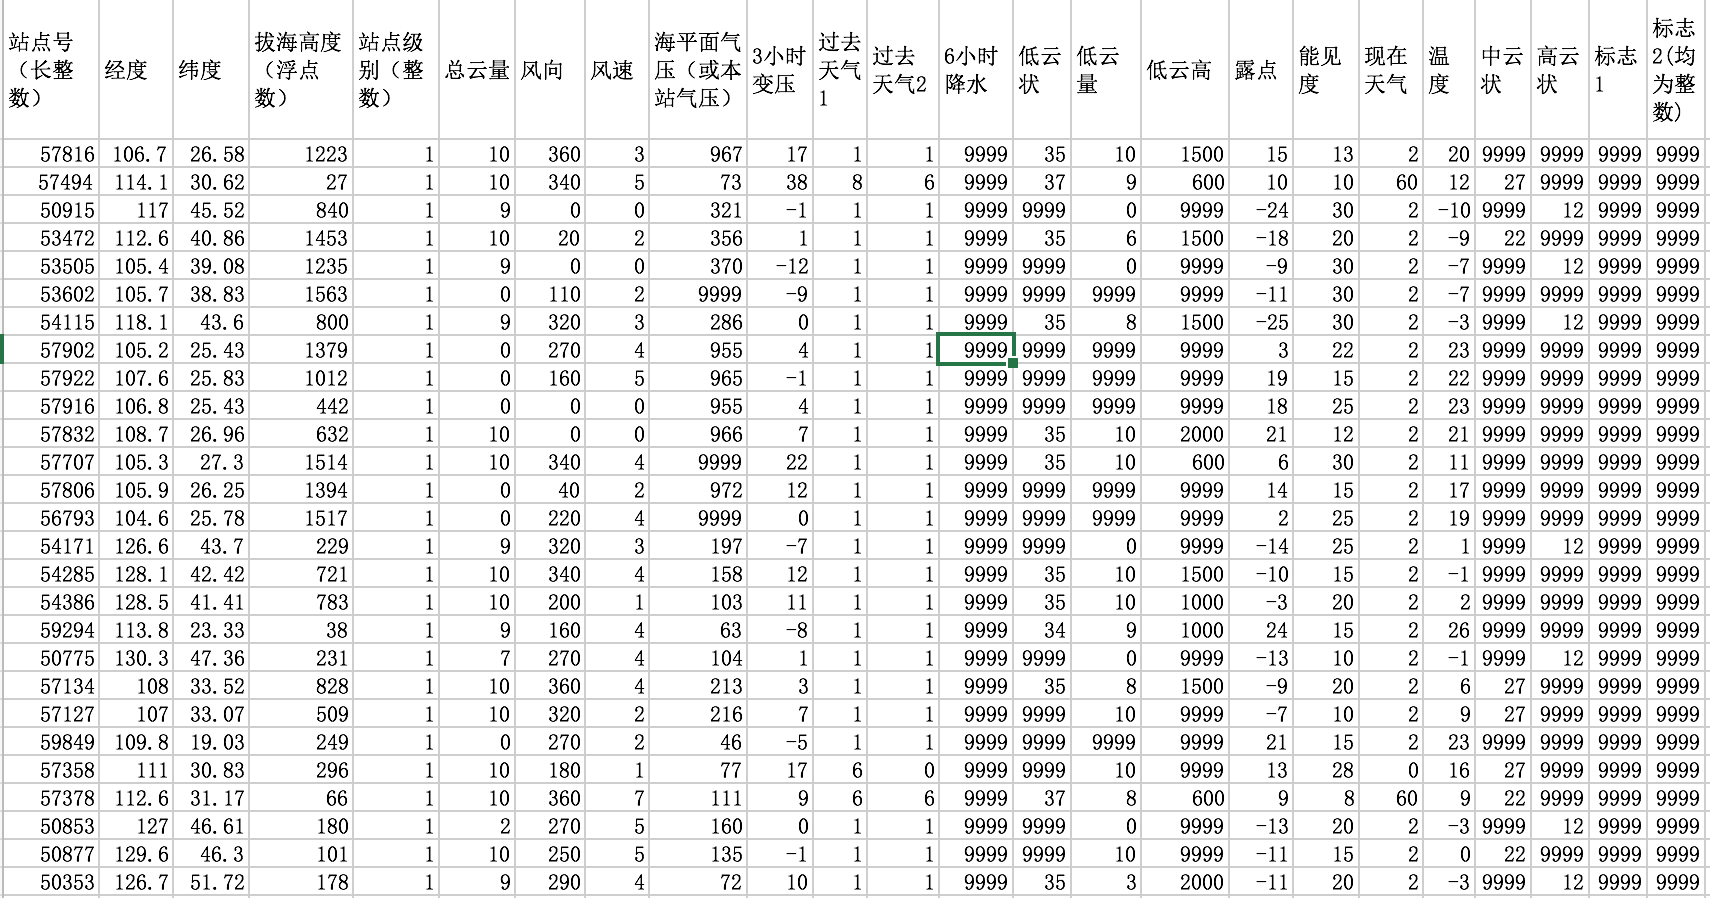 站点号（长整数） 经度 纬度 拔海高度（浮点数） 站点级别（整数） 总云量 风向 风速 海平面气压（或本站气压） 3小时变压 过去天气1 过去天气2 6小时降水 低云状 低云量 低云高 露点 能见度 现在天气 温度 中云状 高云状 标志1 标志2(均为整数)
57816 106.7 26.58 1223 1 10 360 3 967 17 1 1 9999 35 10 1500 15 13 2 20 9999 9999 9999 9999
57494 114.1 30.62 27 1 10 340 5 73 38 8 6 9999 37 9 600 10 10 60 12 27 9999 9999 9999
50915 117 45.52 840 1 9 0 0 321 -1 1 1 9999 9999 0 9999 -24 30 2 -10 9999 12 9999 9999
53472 112.6 40.86 1453 1 10 20 2 356 1 1 1 9999 35 6 1500 -18 20 2 -9 22 9999 9999 9999
53505 105.4 39.08 1235 1 9 0 0 370 -12 1 1 9999 9999 0 9999 -9 30 2 -7 9999 12 9999 9999
53602 105.7 38.83 1563 1 0 110 2 9999 -9 1 1 9999 9999 9999 9999 -11 30 2 -7 9999 9999 9999 9999
54115 118.1 43.6 800 1 9 320 3 286 0 1 1 9999 35 8 1500 -25 30 2 -3 9999 12 9999 9999
57902 105.2 25.43 1379 1 0 270 4 955 4 1 1 9999 9999 9999 9999 3 22 2 23 9999 9999 9999 9999
57922 107.6 25.83 1012 1 0 160 5 965 -1 1 1 9999 9999 9999 9999 19 15 2 22 9999 9999 9999 9999
57916 106.8 25.43 442 1 0 0 0 955 4 1 1 9999 9999 9999 9999 18 25 2 23 9999 9999 9999 9999
57832 108.7 26.96 632 1 10 0 0 966 7 1 1 9999 35 10 2000 21 12 2 21 9999 9999 9999 9999
57707 105.3 27.3 1514 1 10 340 4 9999 22 1 1 9999 35 10 600 6 30 2 11 9999 9999 9999 9999
57806 105.9 26.25 1394 1 0 40 2 972 12 1 1 9999 9999 9999 9999 14 15 2 17 9999 9999 9999 9999
56793 104.6 25.78 1517 1 0 220 4 9999 0 1 1 9999 9999 9999 9999 2 25 2 19 9999 9999 9999 9999
54171 126.6 43.7 229 1 9 320 3 197 -7 1 1 9999 9999 0 9999 -14 25 2 1 9999 12 9999 9999
54285 128.1 42.42 721 1 10 340 4 158 12 1 1 9999 35 10 1500 -10 15 2 -1 9999 9999 9999 9999
54386 128.5 41.41 783 1 10 200 1 103 11 1 1 9999 35 10 1000 -3 20 2 2 9999 9999 9999 9999
59294 113.8 23.33 38 1 9 160 4 63 -8 1 1 9999 34 9 1000 24 15 2 26 9999 9999 9999 9999
50775 130.3 47.36 231 1 7 270 4 104 1 1 1 9999 9999 0 9999 -13 10 2 -1 9999 12 9999 9999
57134 108 33.52 828 1 10 360 4 213 3 1 1 9999 35 8 1500 -9 20 2 6 27 9999 9999 9999
57127 107 33.07 509 1 10 320 2 216 7 1 1 9999 9999 10 9999 -7 10 2 9 27 9999 9999 9999
59849 109.8 19.03 249 1 0 270 2 46 -5 1 1 9999 9999 9999 9999 21 15 2 23 9999 9999 9999 9999
57358 111 30.83 296 1 10 180 1 77 17 6 0 9999 9999 10 9999 13 28 0 16 27 9999 9999 9999
57378 112.6 31.17 66 1 10 360 7 111 9 6 6 9999 37 8 600 9 8 60 9 22 9999 9999 9999
50853 127 46.61 180 1 2 270 5 160 0 1 1 9999 9999 0 9999 -13 20 2 -3 9999 12 9999 9999
50877 129.6 46.3 101 1 10 250 5 135 -1 1 1 9999 9999 10 9999 -11 15 2 0 22 9999 9999 9999
50353 126.7 51.72 178 1 9 290 4 72 10 1 1 9999 35 3 2000 -11 20 2 -3 9999 12 9999 9999